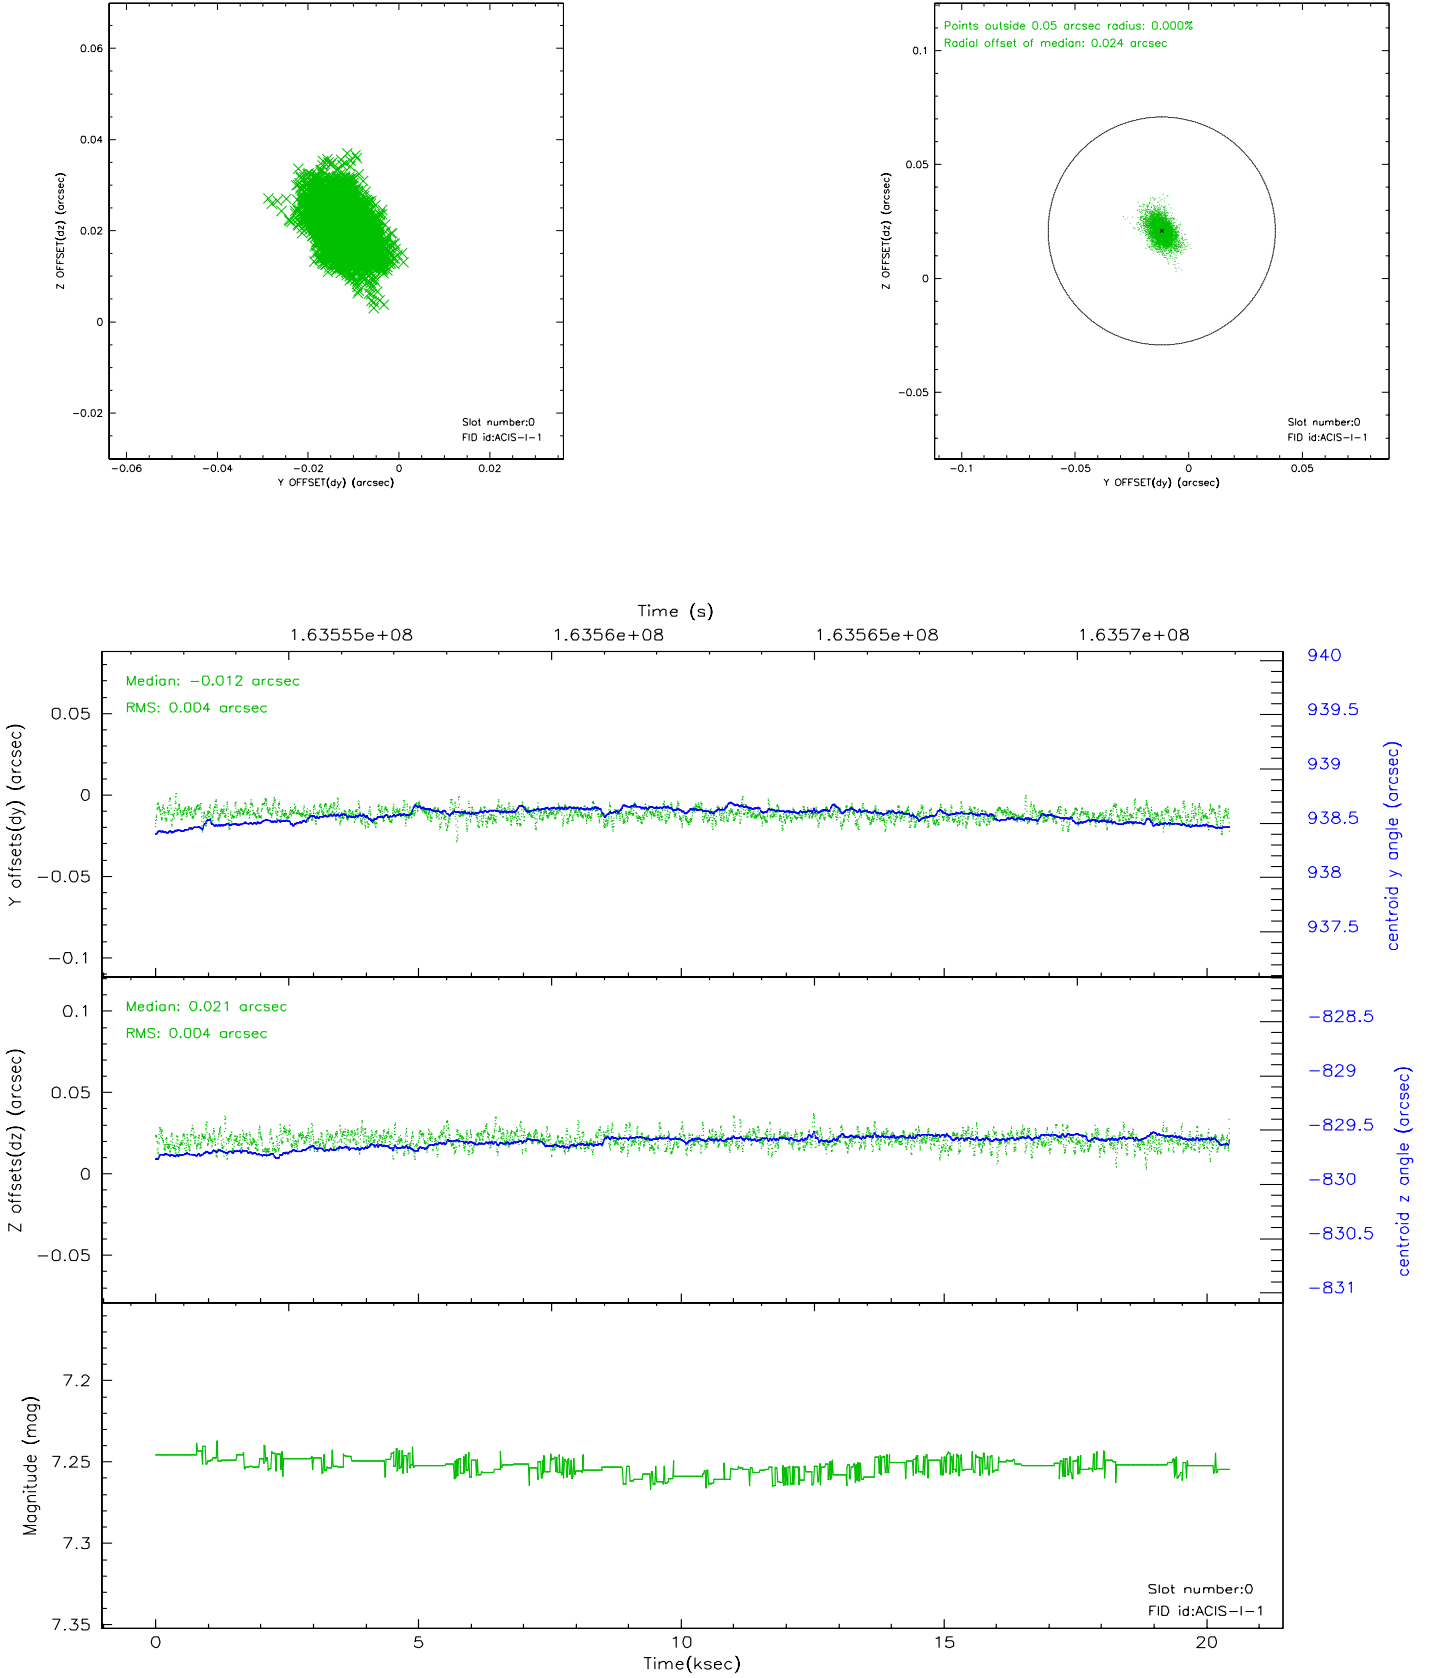 0.06
0.04
0.02
0
−0.02
Z OFFSET(dz) (arcsec)
Slot number:0
FID id:ACIS−I−1
−0.06 −0.04 −0.02 0 0.02
Y OFFSET(dy) (arcsec)
Points outside 0.05 arcsec radius: 0.000%
Radial offset of median: 0.024 arcsec
0.1
0.05
0
−0.05
Z OFFSET(dz) (arcsec)
Slot number:0
FID id:ACIS−I−1
−0.1 −0.05 0 0.05
Y OFFSET(dy) (arcsec)
Time (s)
1.63555e+08 1.6356e+08 1.63565e+08 1.6357e+08
Median: −0.012 arcsec
RMS: 0.004 arcsec
0.05
0
−0.05
−0.1
Y offsets(dy) (arcsec)
940
939.5
939
938.5
938
937.5
centroid y angle (arcsec)
Median: 0.021 arcsec
RMS: 0.004 arcsec
0.1
0.05
0
−0.05
Z offsets(dz) (arcsec)
−828.5
−829
−829.5
−830
−830.5
−831
centroid z angle (arcsec)
7.2
7.25
7.3
7.35
Magnitude (mag)
Slot number:0
FID id:ACIS−I−1
0 5 10 15 20
Time(ksec)